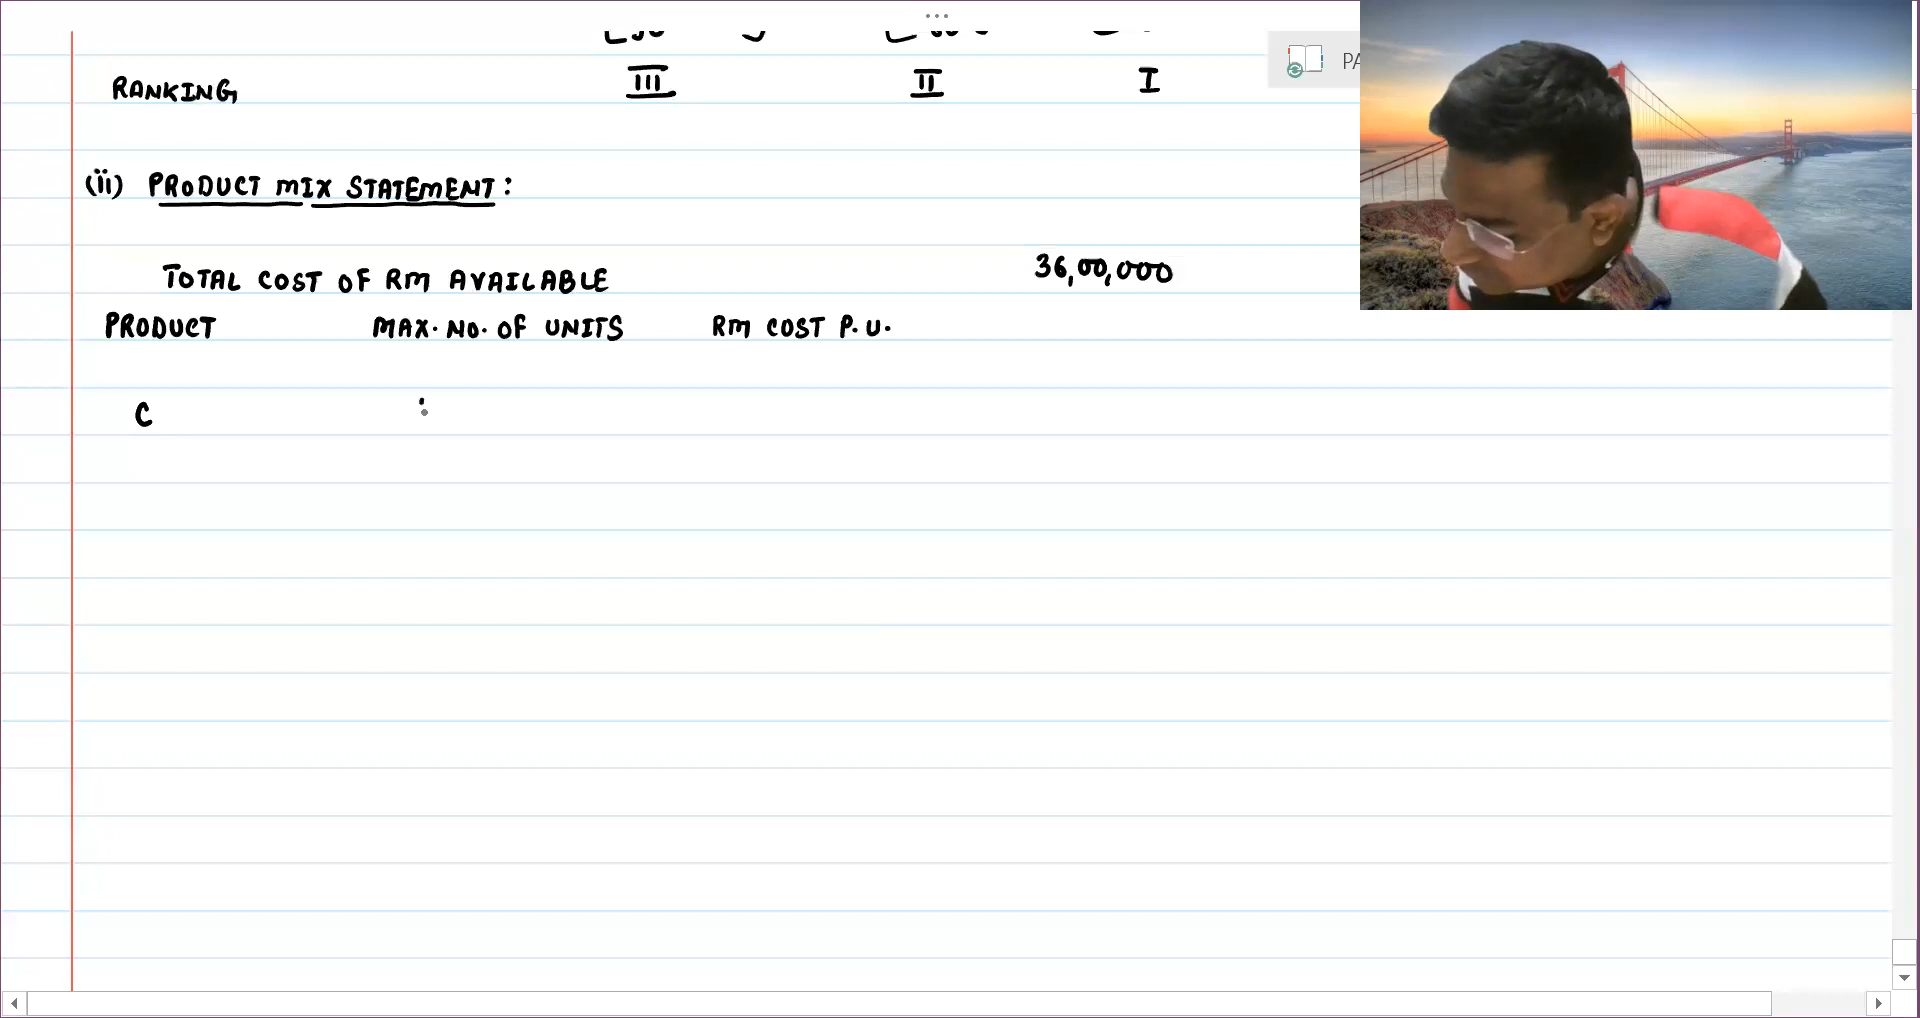 RANKING III II I
(ii) PRODUCT MIX STATEMENT:
TOTAL COST OF RM AVAILABLE 36,00,000
PRODUCT MAX. NO. OF UNITS RM COST P.U.
C
PA